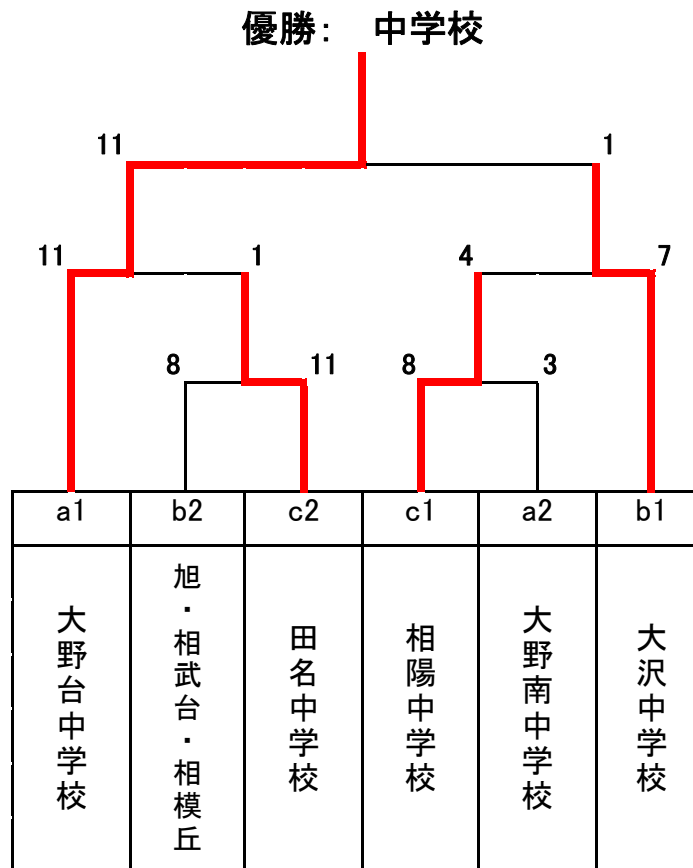 優勝： 中学校
11
1
11
1
4
7
8
11
8
3
a1
b2
c2
c1
a2
b1
大野台中学校
旭・相武台・相模丘
田名中学校
相陽中学校
大野南中学校
大沢中学校